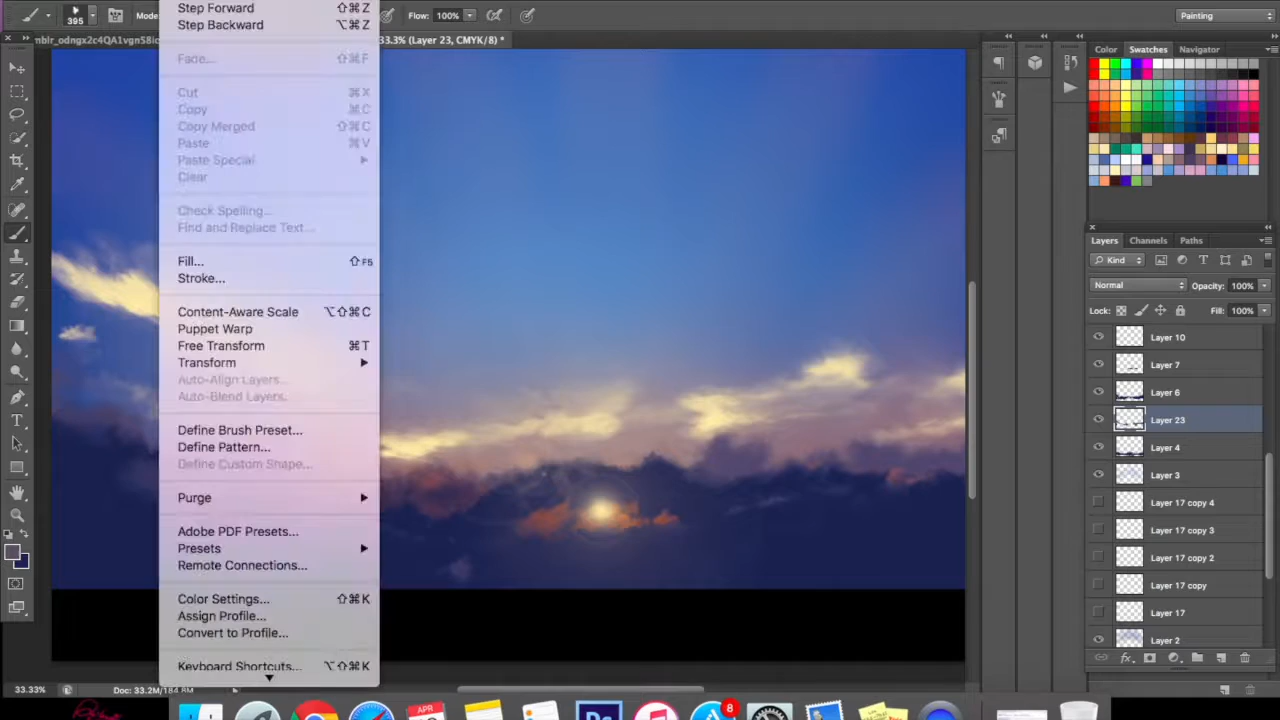 395
Mode:
Flow: 100%
Painting
mblr_odngx2c4QA1vgn58io
33.3% (Layer 23, CMYK/8) *
Step Forward ⇧⌘Z
Step Backward ⌥⌘Z
Fade... ⇧⌘F
Cut ⌘X
Copy ⌘C
Copy Merged ⇧⌘C
Paste ⌘V
Paste Special
Clear
Check Spelling...
Find and Replace Text...
Fill... ⇧F5
Stroke...
Content-Aware Scale ⌥⇧⌘C
Puppet Warp
Free Transform ⌘T
Transform
Auto-Align Layers...
Auto-Blend Layers...
Define Brush Preset...
Define Pattern...
Define Custom Shape...
Purge
Adobe PDF Presets...
Presets
Remote Connections...
Color Settings... ⇧⌘K
Assign Profile...
Convert to Profile...
Keyboard Shortcuts... ⌥⇧⌘K
Color Swatches Navigator
Layers Channels Paths
Kind
Normal Opacity: 100%
Lock: Fill: 100%
Layer 10
Layer 7
Layer 6
Layer 23
Layer 4
Layer 3
Layer 17 copy 4
Layer 17 copy 3
Layer 17 copy 2
Layer 17 copy
Layer 17
Layer 2
33.33% Doc: 33.2M/184.8M
APR
Ps
8